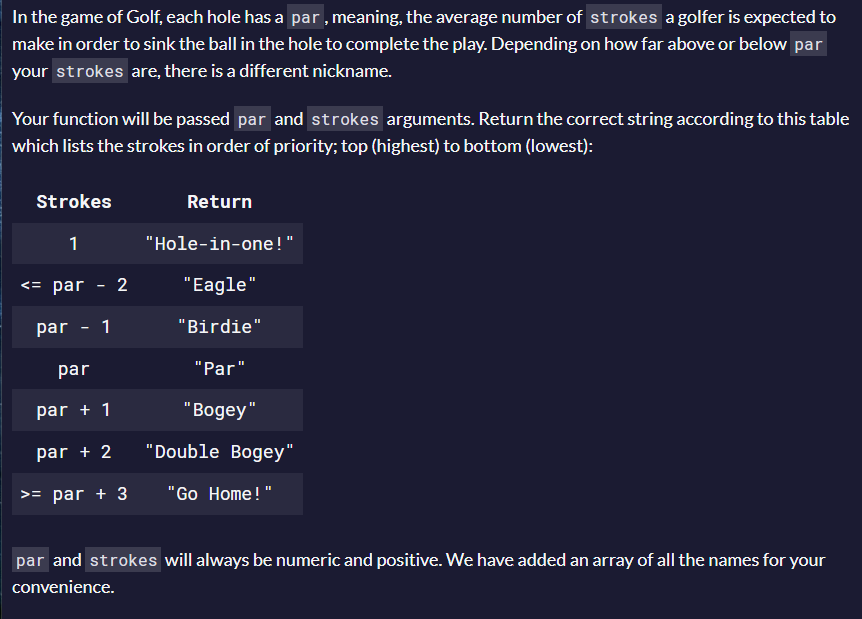 In the game of Golf, each hole has a par, meaning, the average number of strokes a golfer is expected to
make in order to sink the ball in the hole to complete the play. Depending on how far above or below par
your strokes are, there is a different nickname.
Your function will be passed par and strokes arguments. Return the correct string according to this table
which lists the strokes in order of priority; top (highest) to bottom (lowest):
Strokes Return
1 "Hole-in-one!"
<= par - 2 "Eagle"
par - 1 "Birdie"
par "Par"
par + 1 "Bogey"
par + 2 "Double Bogey"
>= par + 3 "Go Home!"
par and strokes will always be numeric and positive. We have added an array of all the names for your
convenience.